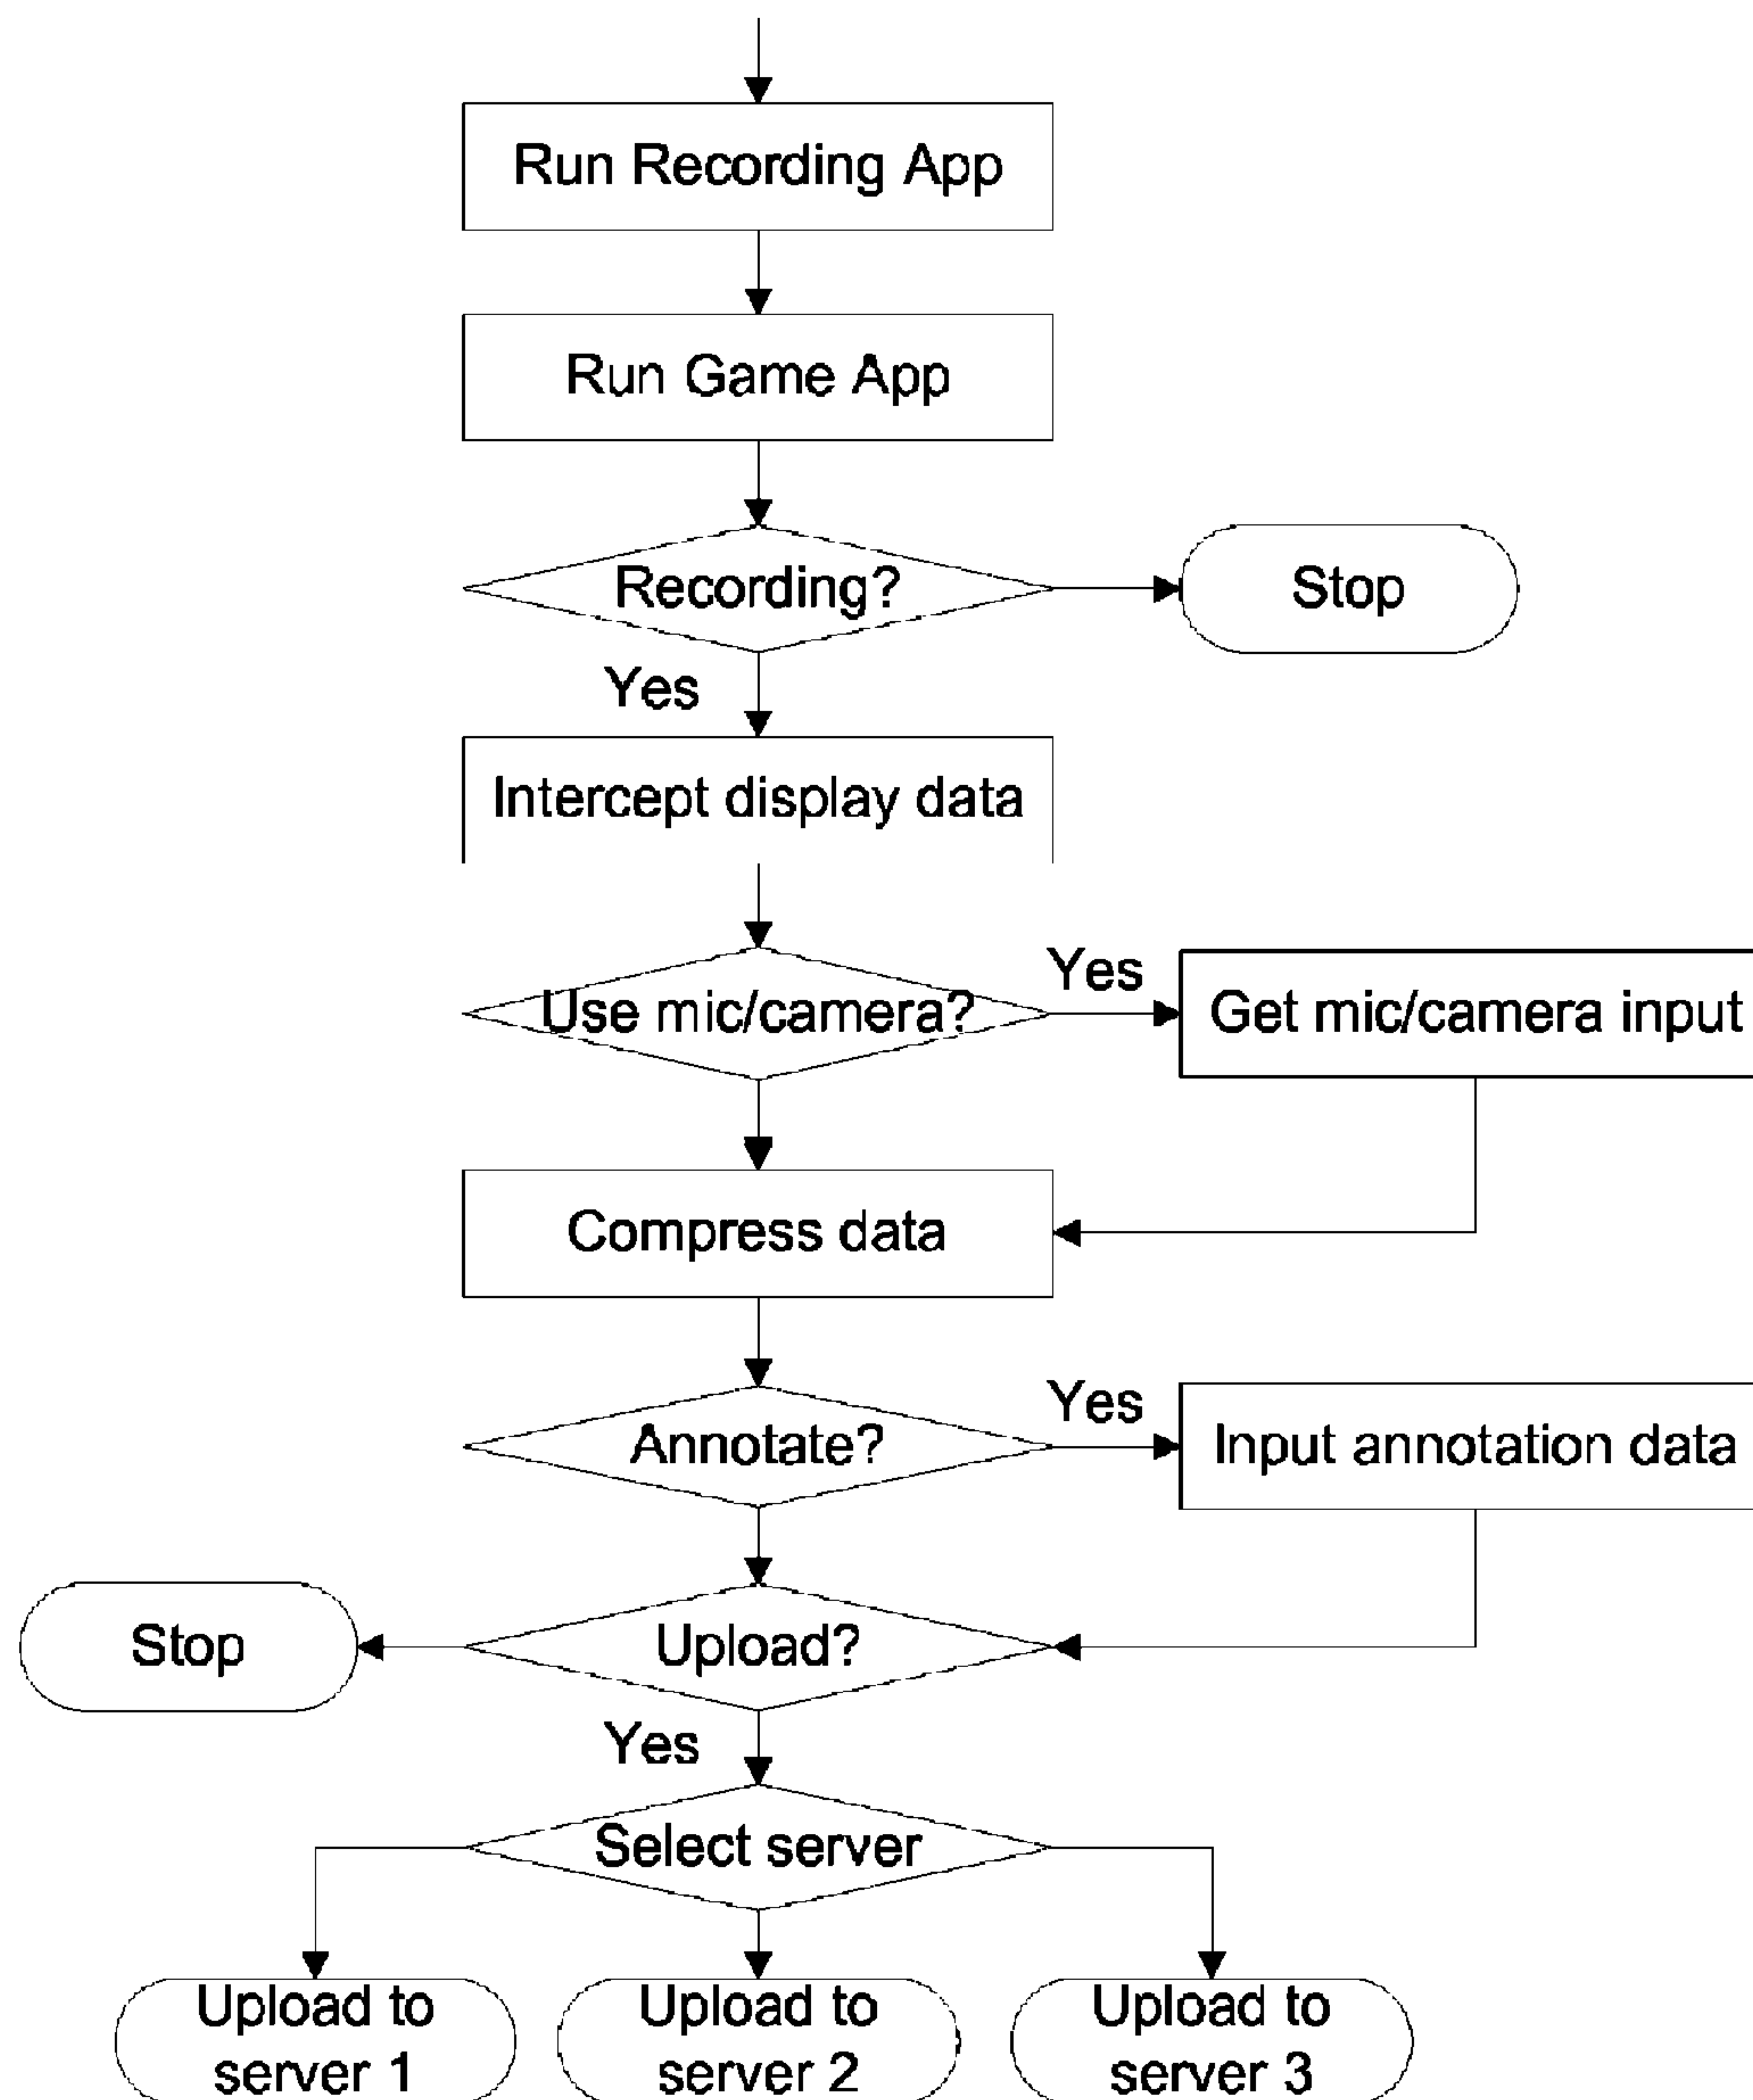 Run Recording App
Run Game App
Recording?
Stop
Yes
Intercept display data
Use mic/camera?
Yes
Get mic/camera input
Compress data
Annotate?
Yes
Input annotation data
Stop
Upload?
Yes
Select server
Upload to
server 1
Upload to
server 2
Upload to
server 3